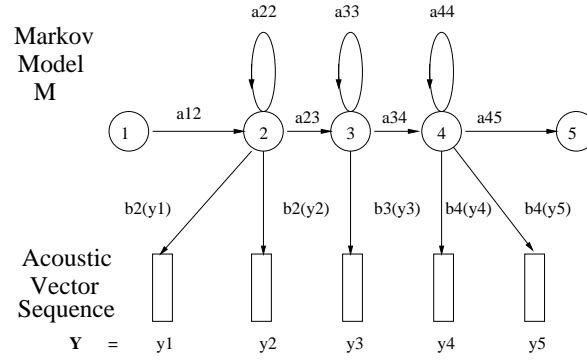 a22 a33 a44
Markov
Model
M
a12 a23 a34 a45
1 2 3 4 5
b2(y1) b2(y2) b3(y3) b4(y4) b4(y5)
Acoustic
Vector
Sequence
Y = y1 y2 y3 y4 y5